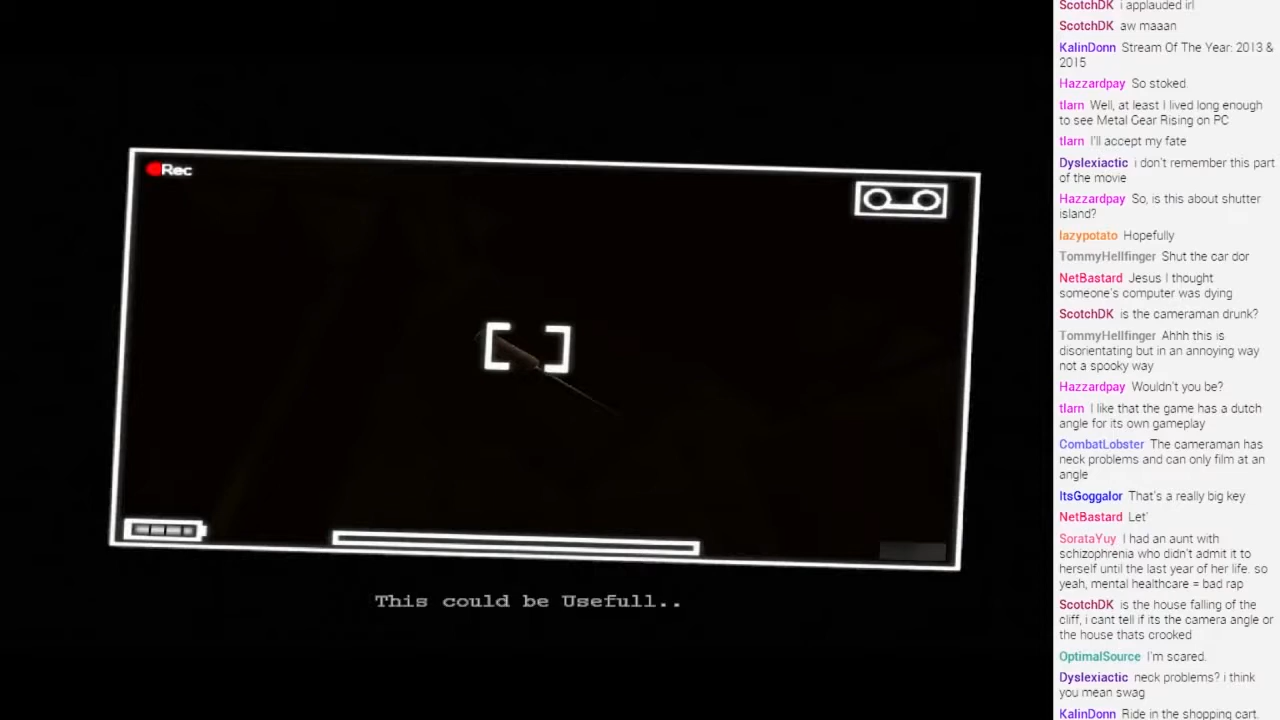 ScotchDK i applauded irl
ScotchDK aw maaan
KalinDonn Stream Of The Year: 2013 &
2015
Hazzardpay So stoked.
tlarn Well, at least I lived long enough
to see Metal Gear Rising on PC
tlarn I'll accept my fate
Dyslexiactic i don't remember this part
of the movie
Hazzardpay So, is this about shutter
island?
lazypotato Hopefully
TommyHellfinger Shut the car dor
NetBastard Jesus I thought
someone's computer was dying
ScotchDK is the cameraman drunk?
TommyHellfinger Ahhh this is
disorientating but in an annoying way
not a spooky way
Hazzardpay Wouldn't you be?
tlarn I like that the game has a dutch
angle for its own gameplay
CombatLobster The cameraman has
neck problems and can only film at an
angle
ItsGoggalor That's a really big key
NetBastard Let'
SorataYuy I had an aunt with
schizophrenia who didn't admit it to
herself until the last year of her life. so
yeah, mental healthcare = bad rap
ScotchDK is the house falling of the
cliff, i cant tell if its the camera angle or
the house thats crooked
OptimalSource I'm scared.
Dyslexiactic neck problems? i think
you mean swag
KalinDonn Ride in the shopping cart.
Rec
This could be Usefull..